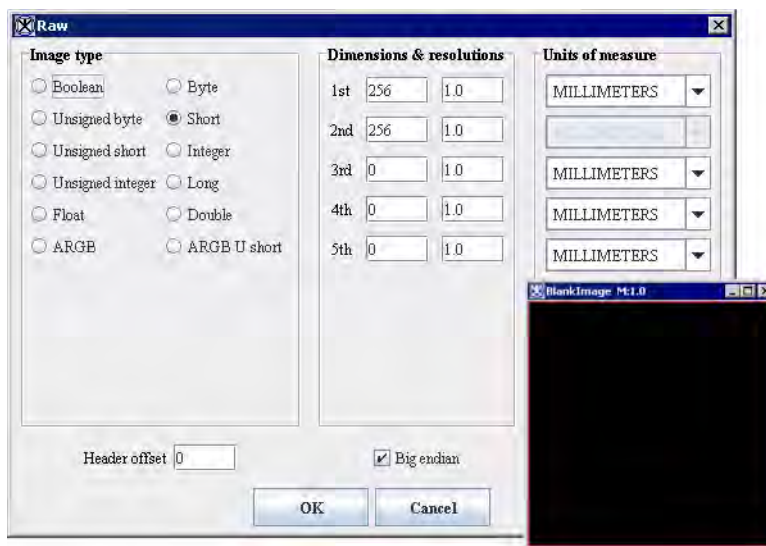 Raw
Image type
Boolean
Byte
Unsigned byte
Short
Unsigned short
Integer
Unsigned integer
Long
Float
Double
ARGB
ARGB U short
Dimensions & resolutions
1st 256 1.0
2nd 256 1.0
3rd 0 1.0
4th 0 1.0
5th 0 1.0
Units of measure
MILLIMETERS
MILLIMETERS
MILLIMETERS
MILLIMETERS
BlankImage M:1.0
Header offset 0
Big endian
OK
Cancel